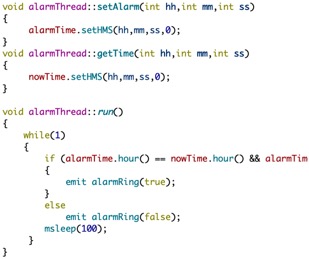 void alarmThread::setAlarm(int hh,int mm,int ss)
{
    alarmTime.setHMS(hh,mm,ss,0);
}
void alarmThread::getTime(int hh,int mm,int ss)
{
    nowTime.setHMS(hh,mm,ss,0);
}

void alarmThread::run()
{
    while(1)
    {
        if (alarmTime.hour() == nowTime.hour() && alarmTim
        {
            emit alarmRing(true);
        }
        else
            emit alarmRing(false);
        msleep(100);
    }
}